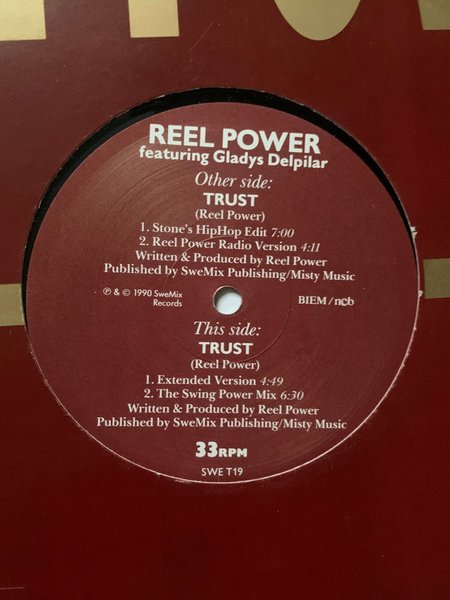 REEL POWER
featuring Gladys Delpilar
Other side:
TRUST
(Reel Power)
1. Stone's HipHop Edit 7:00
2. Reel Power Radio Version 4:11
Written & Produced by Reel Power
Published by SweMix Publishing/Misty Music
℗ & © 1990 SweMix
Records
BIEM/ncb
This side:
TRUST
(Reel Power)
1. Extended Version 4:49
2. The Swing Power Mix 6:30
Written & Produced by Reel Power
Published by SweMix Publishing/Misty Music
33RPM
SWE T19